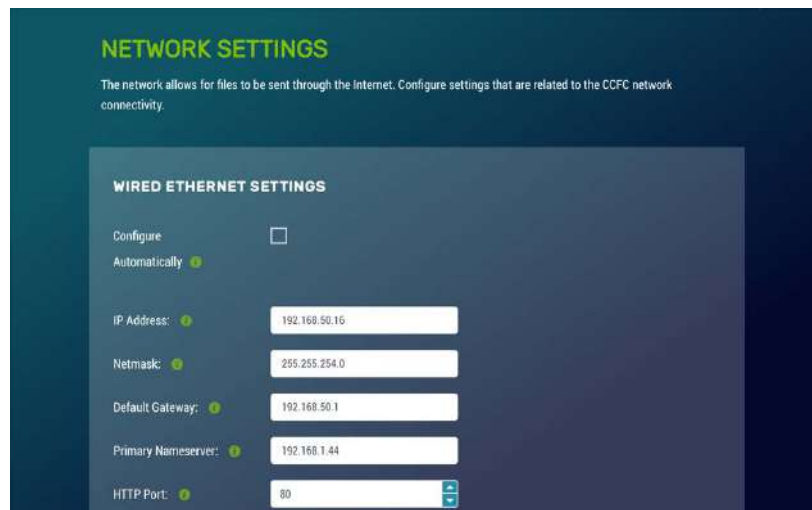 NETWORK SETTINGS
The network allows for files to be sent through the Internet. Configure settings that are related to the CCFC network
connectivity.
WIRED ETHERNET SETTINGS
Configure
Automatically
IP Address: 192.168.50.16
Netmask: 255.255.254.0
Default Gateway: 192.168.50.1
Primary Nameserver: 192.168.1.44
HTTP Port: 80